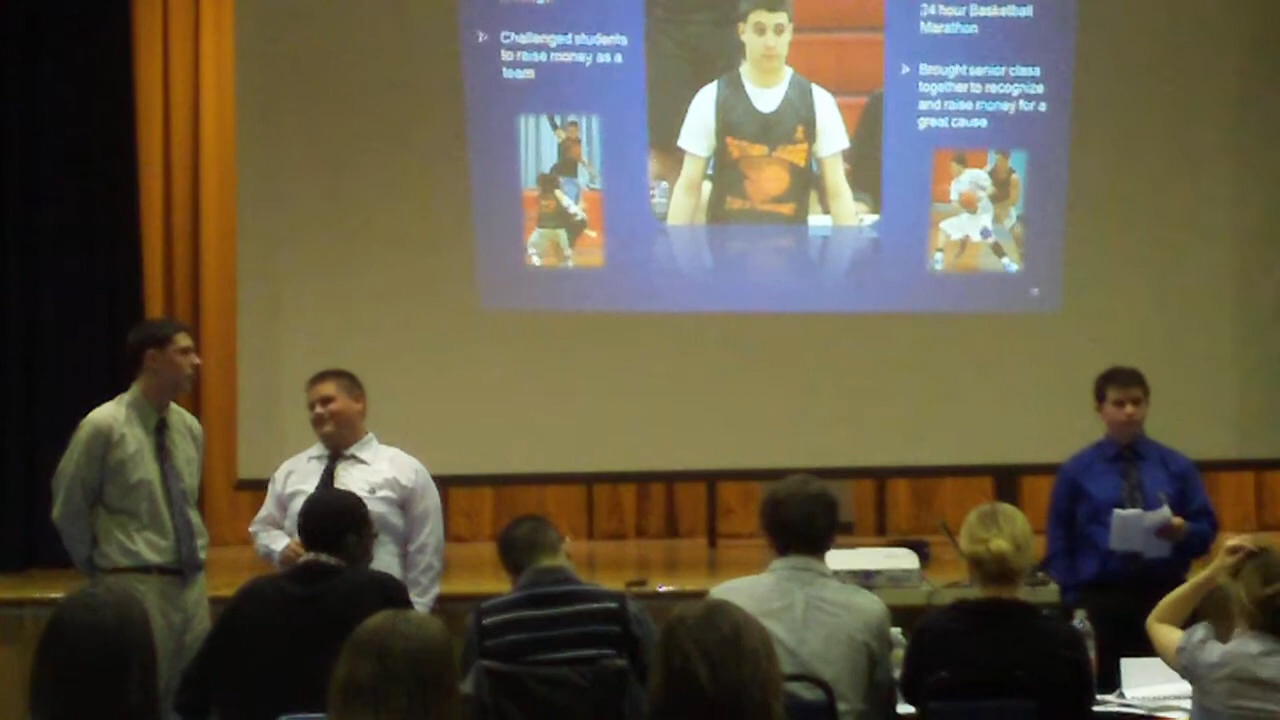 Challenged students
to raise money as a
team
24 hour Basketball
Marathon
Brought senior class
together to recognize
and raise money for a
great cause